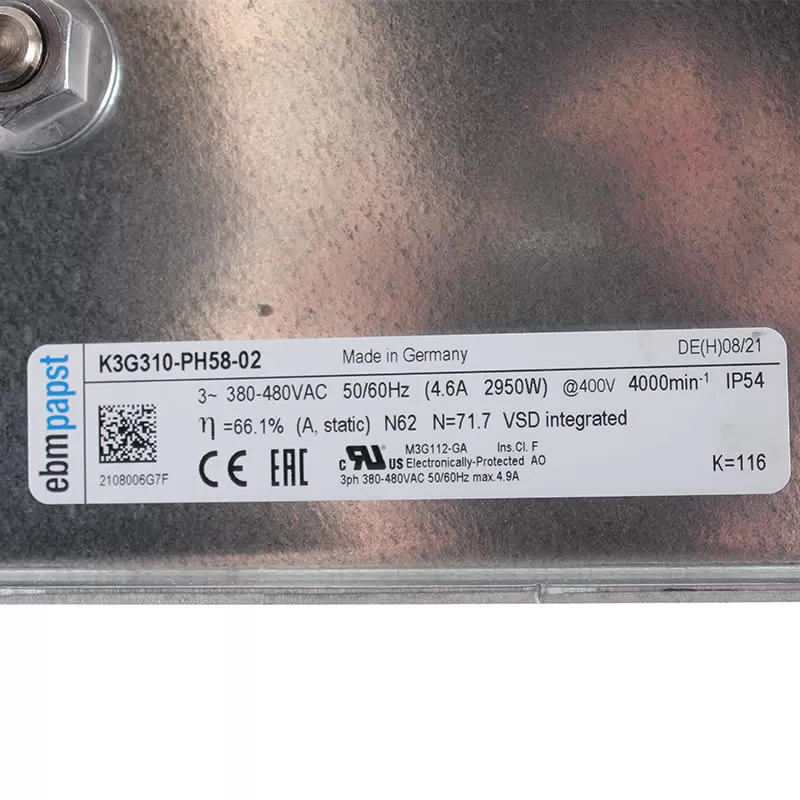 ebmpapst
K3G310-PH58-02 Made in Germany DE(H)08/21
3~ 380-480VAC 50/60Hz (4.6A 2950W) @400V 4000min-1 IP54
η =66.1% (A, static) N62 N=71.7 VSD integrated
2108006G7F
CE EAC
c RU US
M3G112-GA Ins.Cl. F
Electronically-Protected AO
3ph 380-480VAC 50/60Hz max.4.9A
K=116